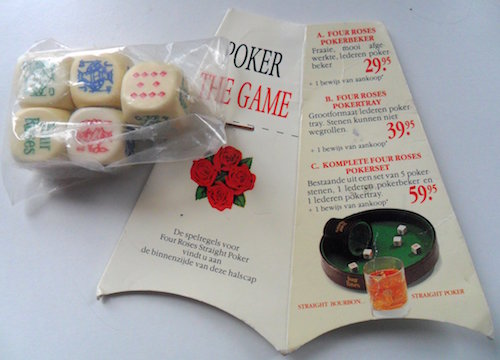 Four
Roses
POKER
THE GAME
De spelregels voor
Four Roses Straight Poker
vindt u aan
de binnenzijde van deze halscap
A. FOUR ROSES
POKERBEKER
Fraaie, mooi afge-
werkte, lederen poker-
beker 29.95
+ 1 bewijs van aankoop*
B. FOUR ROSES
POKERTRAY
Grootformaat lederen poker-
tray. Stenen kunnen niet
wegrollen. 39.95
+ 1 bewijs van aankoop*
C. KOMPLETE FOUR ROSES
POKERSET
Bestaande uit een set van 5 poker
stenen, 1 lederen pokerbeker en
1 lederen pokertray.
+ 1 bewijs van aankoop* 59.95
four
Roses
STRAIGHT BOURBON... STRAIGHT POKER